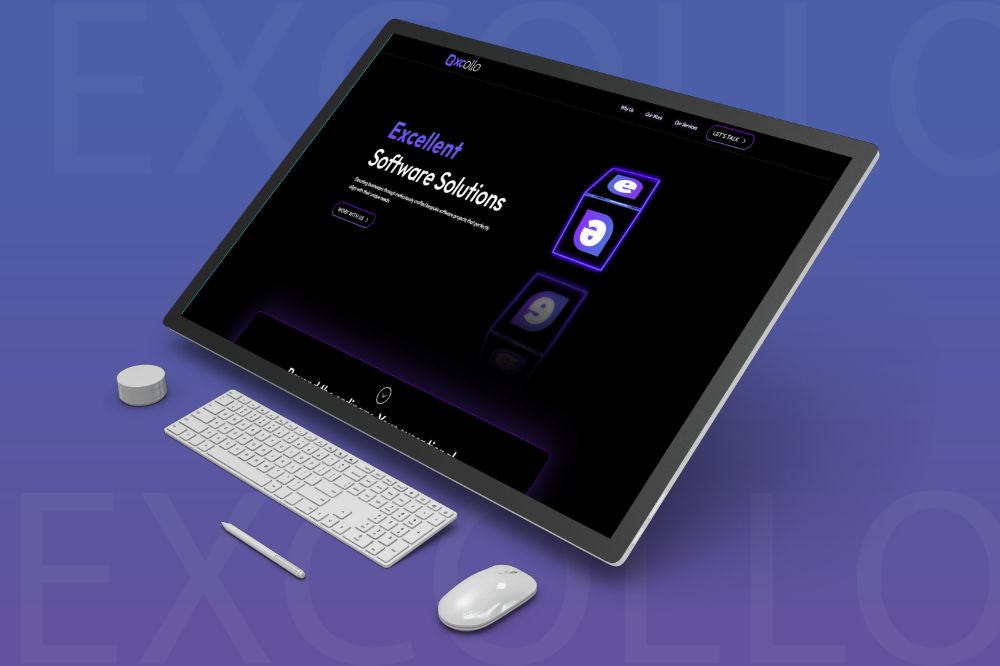 EXCOLLO
excollo
Why Us
Our Work
Our Services
LET'S TALK >
Excellent
Software Solutions
Elevating businesses through meticulously crafted bespoke software projects that perfectly
align with their unique needs
WORK WITH US >
e
e
e
EXCOLLO